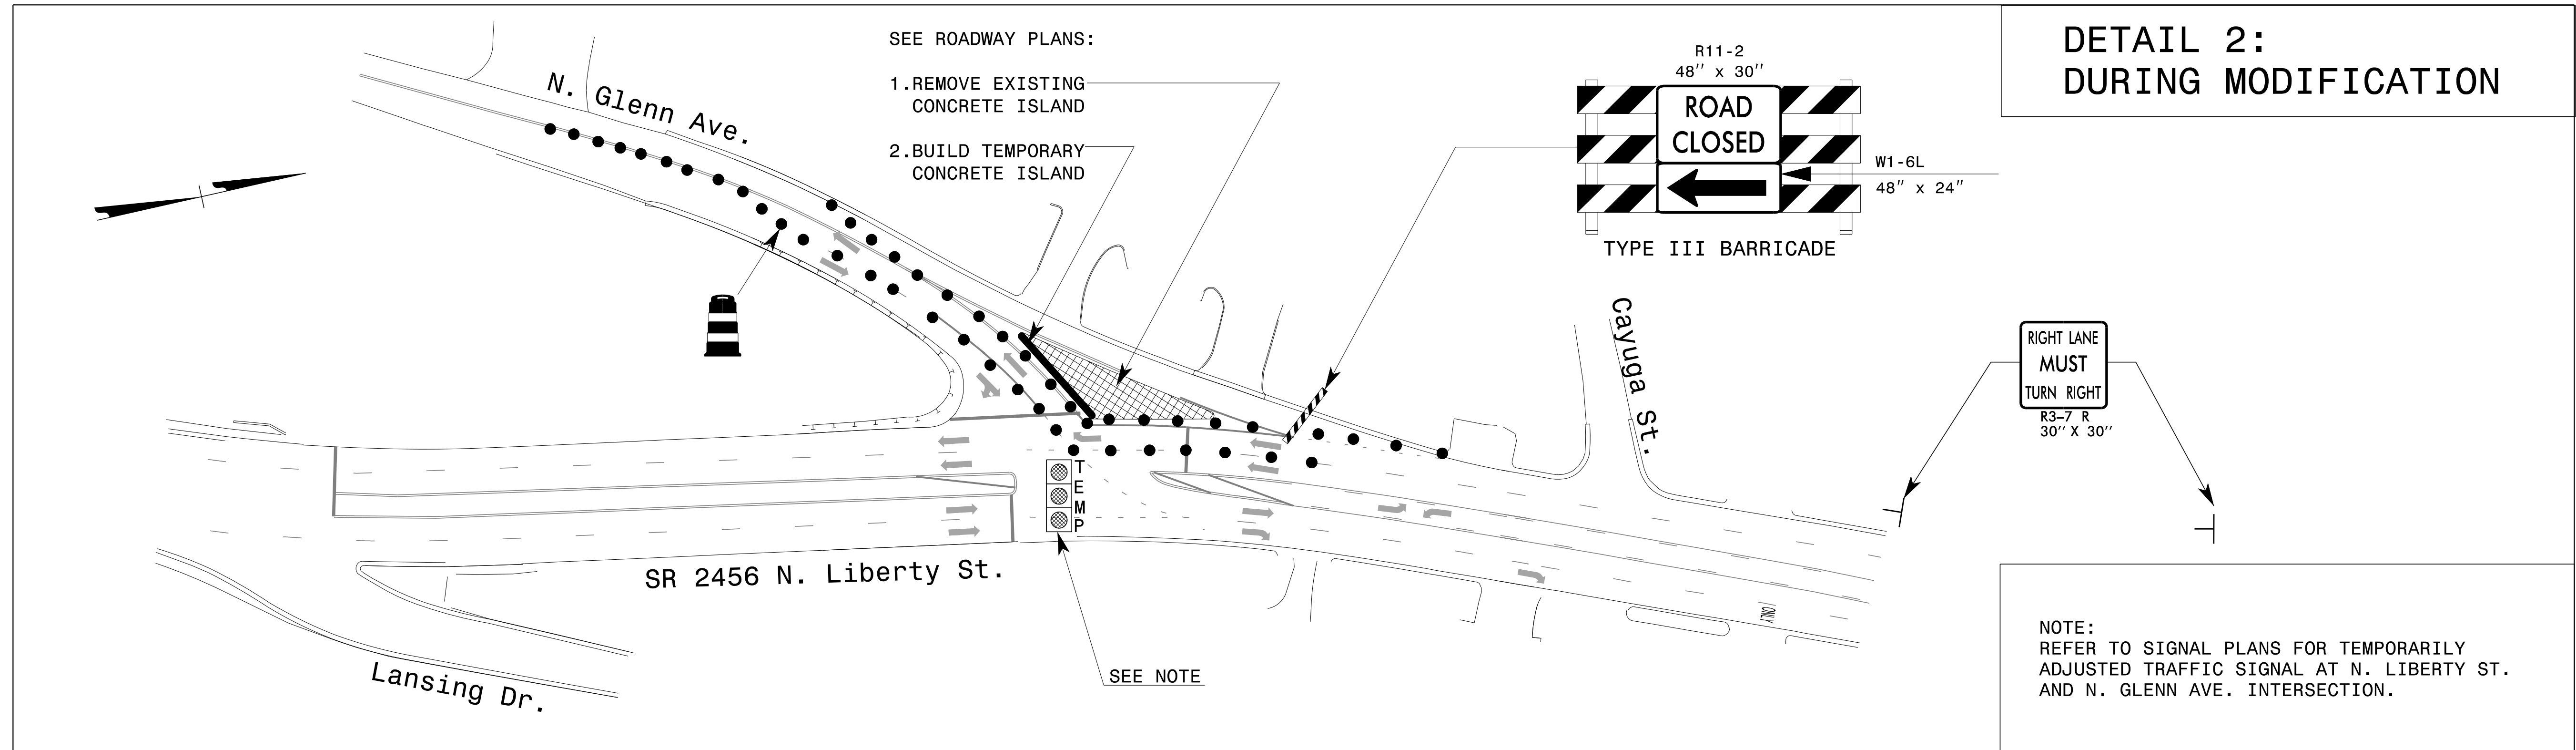 DETAIL 2:
DURING MODIFICATION
SEE ROADWAY PLANS:
1.REMOVE EXISTING
CONCRETE ISLAND
2.BUILD TEMPORARY
CONCRETE ISLAND
R11-2
48" x 30"
ROAD
CLOSED
W1-6L
48" x 24"
TYPE III BARRICADE
N. Glenn Ave.
Cayuga St.
RIGHT LANE
MUST
TURN RIGHT
R3-7 R
30" X 30"
TEMP
SR 2456 N. Liberty St.
ONLY
Lansing Dr.
SEE NOTE
NOTE:
REFER TO SIGNAL PLANS FOR TEMPORARILY
ADJUSTED TRAFFIC SIGNAL AT N. LIBERTY ST.
AND N. GLENN AVE. INTERSECTION.